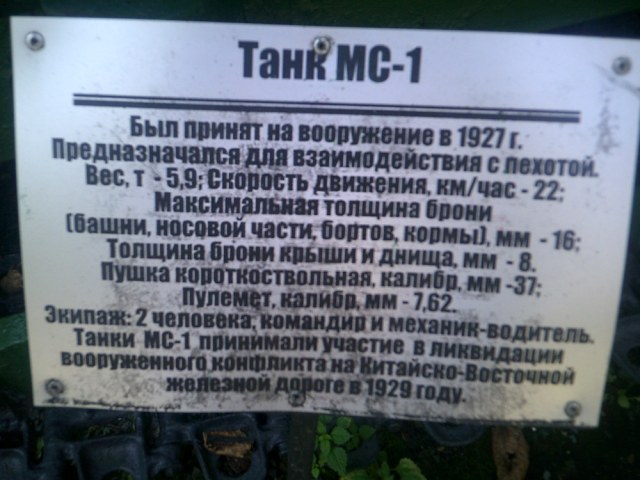 Танк МС-1
Был принят на вооружение в 1927 г.
Предназначался для взаимодействия с пехотой.
Вес, т - 5,9; Скорость движения, км/час - 22;
Максимальная толщина брони
(башни, носовой части, бортов, кормы), мм - 16;
Толщина брони крыши и днища, мм - 8.
Пушка короткоствольная, калибр, мм -37;
Пулемет, калибр, мм - 7,62.
Экипаж: 2 человека, командир и механик-водитель.
Танки МС-1 принимали участие в ликвидации
вооруженного конфликта на Китайско-Восточной
железной дороге в 1929 году.